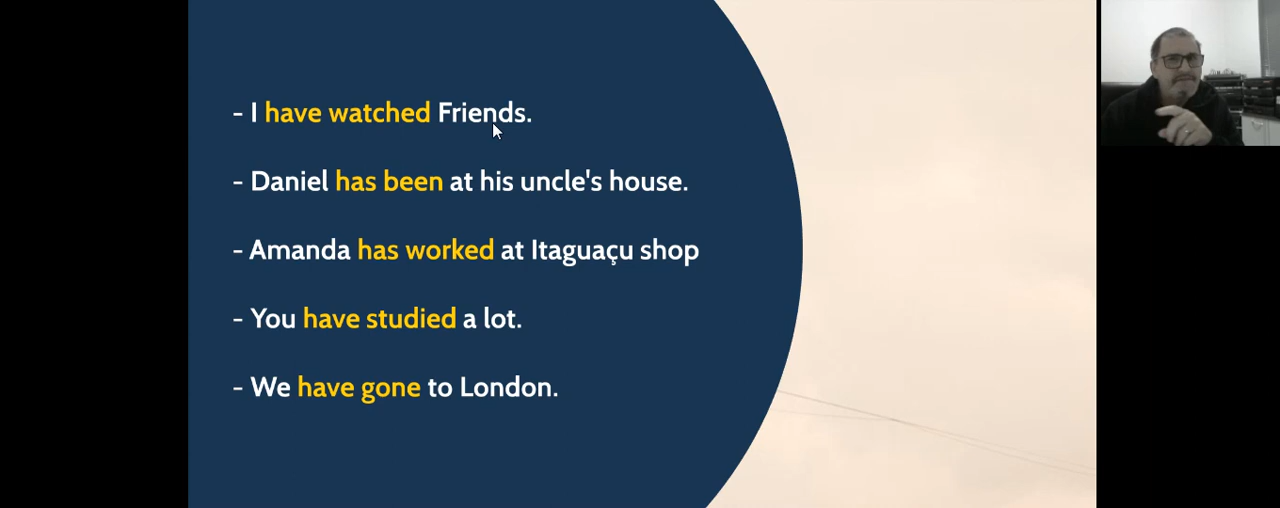 - I have watched Friends.
- Daniel has been at his uncle's house.
- Amanda has worked at Itaguaçu shop
- You have studied a lot.
- We have gone to London.